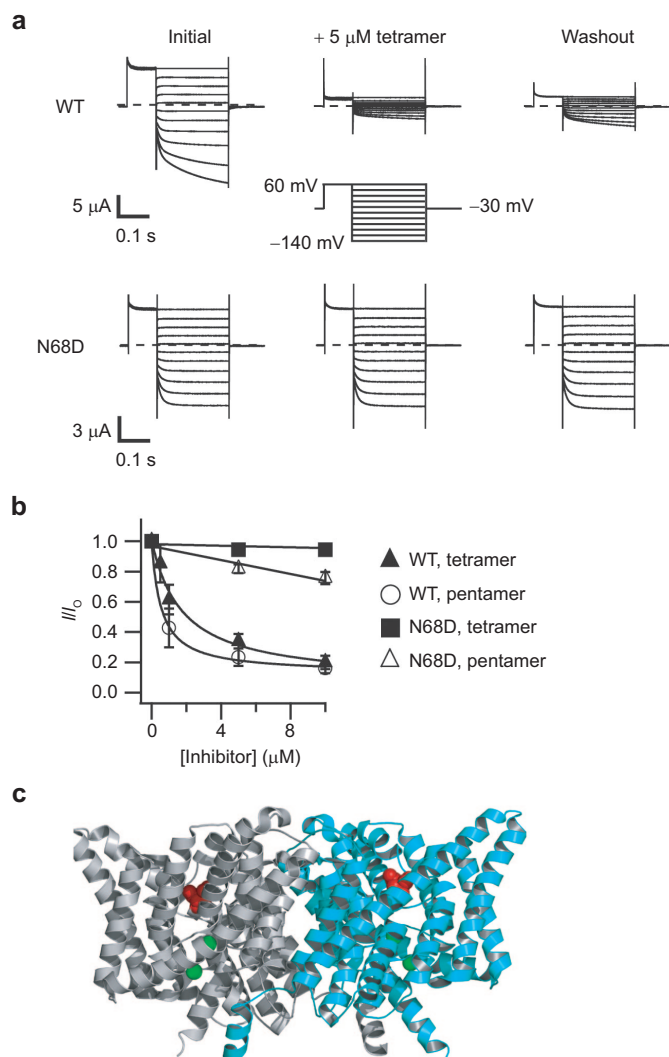 a
Initial
+ 5 μM tetramer
Washout
WT
60 mV
−30 mV
−140 mV
5 μA
0.1 s
N68D
3 μA
0.1 s
b
1.0
0.8
0.6
0.4
0.2
0.0
I/Io
0 4 8
[Inhibitor] (μM)
WT, tetramer
WT, pentamer
N68D, tetramer
N68D, pentamer
c